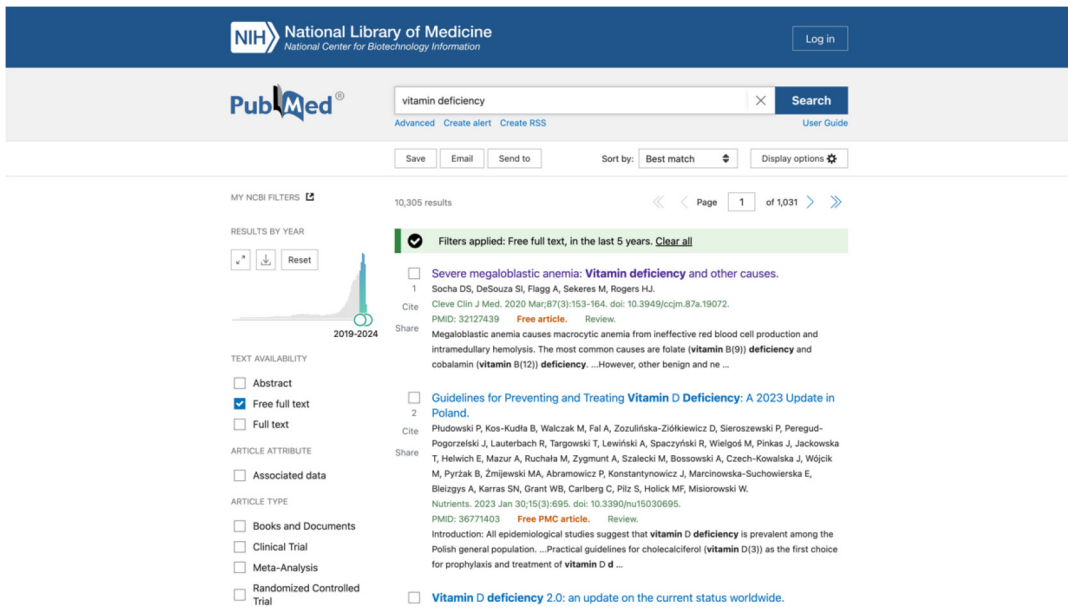 NIH
National Library of Medicine
National Center for Biotechnology Information
Log in
PubMed®
vitamin deficiency
Search
Advanced Create alert Create RSS
User Guide
Save
Email
Send to
Sort by:
Best match
Display options
MY NCBI FILTERS
10,305 results
Page 1 of 1,031
RESULTS BY YEAR
Reset
2019-2024
TEXT AVAILABILITY
Abstract
Free full text
Full text
ARTICLE ATTRIBUTE
Associated data
ARTICLE TYPE
Books and Documents
Clinical Trial
Meta-Analysis
Randomized Controlled
Trial
Filters applied: Free full text, in the last 5 years. Clear all
1
Cite
Share
Severe megaloblastic anemia: Vitamin deficiency and other causes.
Socha DS, DeSouza SI, Flagg A, Sekeres M, Rogers HJ.
Cleve Clin J Med. 2020 Mar;87(3):153-164. doi: 10.3949/ccjm.87a.19072.
PMID: 32127439 Free article. Review.
Megaloblastic anemia causes macrocytic anemia from ineffective red blood cell production and
intramedullary hemolysis. The most common causes are folate (vitamin B(9)) deficiency and
cobalamin (vitamin B(12)) deficiency. ...However, other benign and ne ...
2
Cite
Share
Guidelines for Preventing and Treating Vitamin D Deficiency: A 2023 Update in
Poland.
Płudowski P, Kos-Kudła B, Walczak M, Fal A, Zozulińska-Ziółkiewicz D, Sieroszewski P, Peregud-
Pogorzelski J, Lauterbach R, Targowski T, Lewiński A, Spaczyński R, Wielgoś M, Pinkas J, Jackowska
T, Helwich E, Mazur A, Ruchała M, Zygmunt A, Szalecki M, Bossowski A, Czech-Kowalska J, Wójcik
M, Pyrżak B, Żmijewski MA, Abramowicz P, Konstantynowicz J, Marcinowska-Suchowierska E,
Bleizgys A, Karras SN, Grant WB, Carlberg C, Pilz S, Holick MF, Misiorowski W.
Nutrients. 2023 Jan 30;15(3):695. doi: 10.3390/nu15030695.
PMID: 36771403 Free PMC article. Review.
Introduction: All epidemiological studies suggest that vitamin D deficiency is prevalent among the
Polish general population. ...Practical guidelines for cholecalciferol (vitamin D(3)) as the first choice
for prophylaxis and treatment of vitamin D d ...
Vitamin D deficiency 2.0: an update on the current status worldwide.